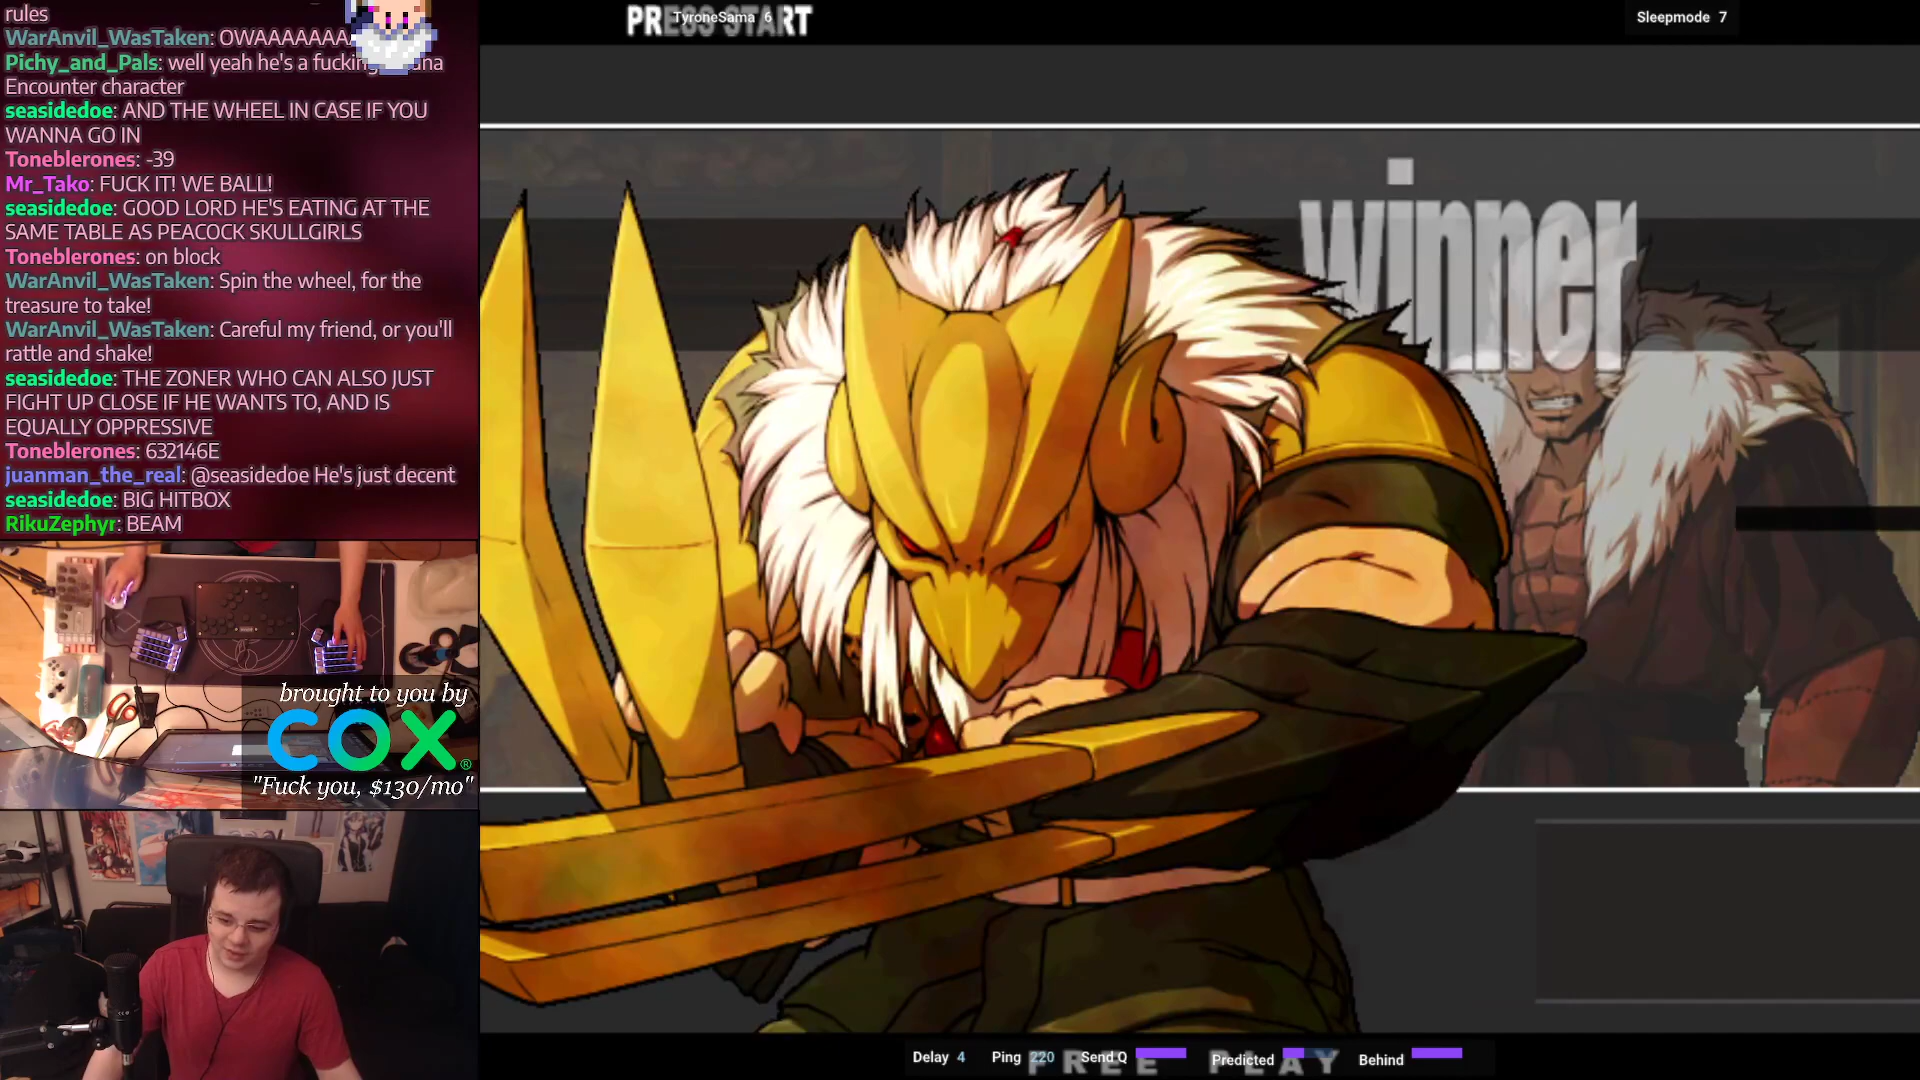 rules
WarAnvil_WasTaken: OWAAAAAAA
Pichy_and_Pals: well yeah he's a fucking
Encounter character
seasidedoe: AND THE WHEEL IN CASE IF YOU
WANNA GO IN
Toneblerones: -39
Mr_Tako: FUCK IT! WE BALL!
seasidedoe: GOOD LORD HE'S EATING AT THE
SAME TABLE AS PEACOCK SKULLGIRLS
Toneblerones: on block
WarAnvil_WasTaken: Spin the wheel, for the
treasure to take!
WarAnvil_WasTaken: Careful my friend, or you'll
rattle and shake!
seasidedoe: THE ZONER WHO CAN ALSO JUST
FIGHT UP CLOSE IF HE WANTS TO, AND IS
EQUALLY OPPRESSIVE
Toneblerones: 632146E
juanman_the_real: @seasidedoe He's just decent
seasidedoe: BIG HITBOX
RikuZephyr: BEAM
brought to you by
COX®
"Fuck you, $130/mo"
PRESS START
TyroneSama 6
Sleepmode 7
winner
Delay 4 Ping 220 Send Q Predicted Behind
FREE PLAY